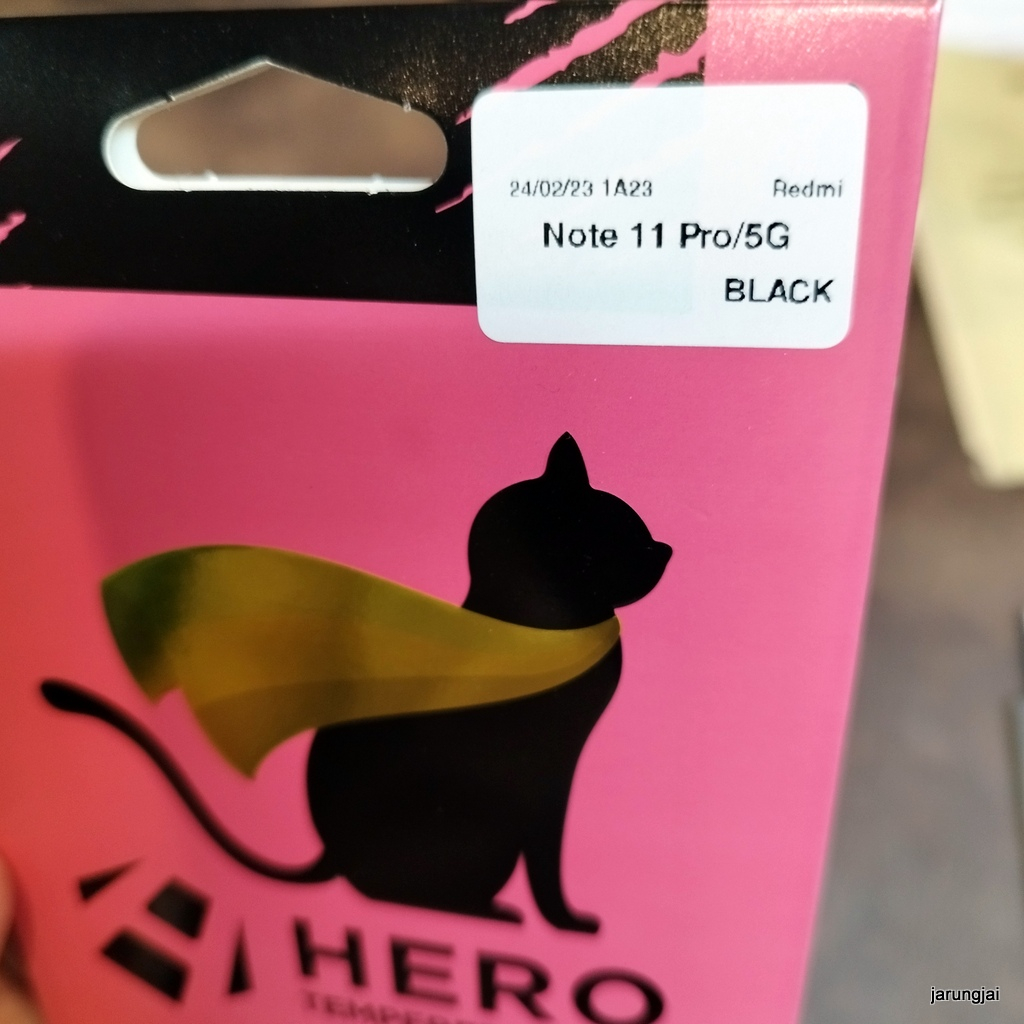 24/02/23 1A23 Redmi
Note 11 Pro/5G
BLACK
HERO
jarungjai